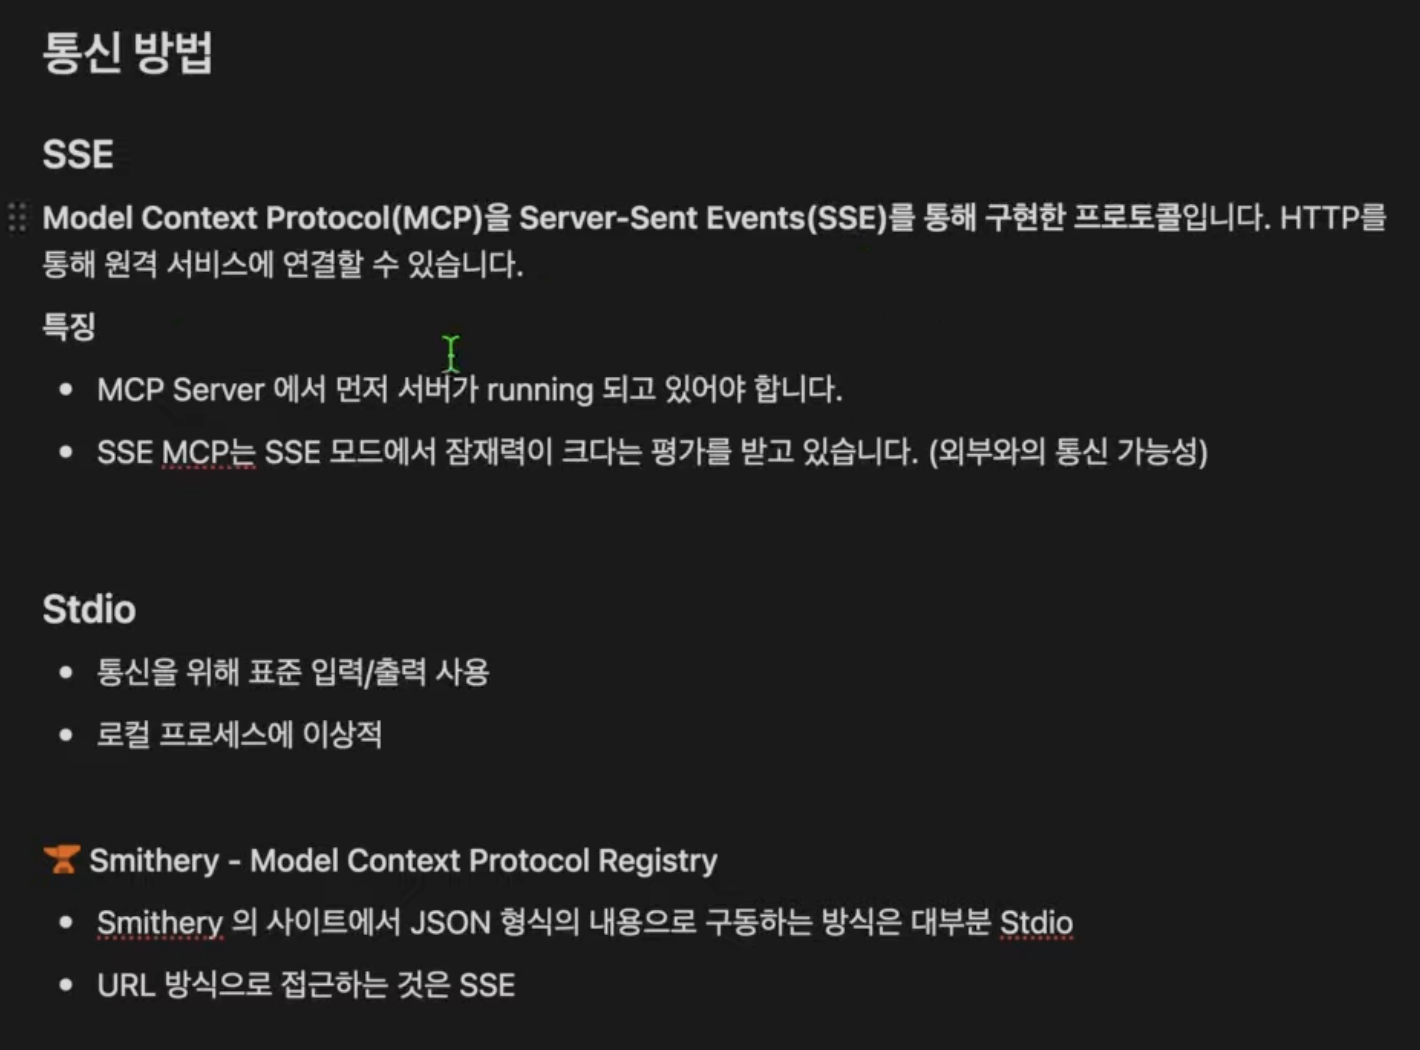 통신 방법
SSE
Model Context Protocol(MCP)을 Server-Sent Events(SSE)를 통해 구현한 프로토콜입니다. HTTP를
통해 원격 서비스에 연결할 수 있습니다.
특징
• MCP Server 에서 먼저 서버가 running 되고 있어야 합니다.
• SSE MCP는 SSE 모드에서 잠재력이 크다는 평가를 받고 있습니다. (외부와의 통신 가능성)
Stdio
• 통신을 위해 표준 입력/출력 사용
• 로컬 프로세스에 이상적
Smithery - Model Context Protocol Registry
• Smithery 의 사이트에서 JSON 형식의 내용으로 구동하는 방식은 대부분 Stdio
• URL 방식으로 접근하는 것은 SSE